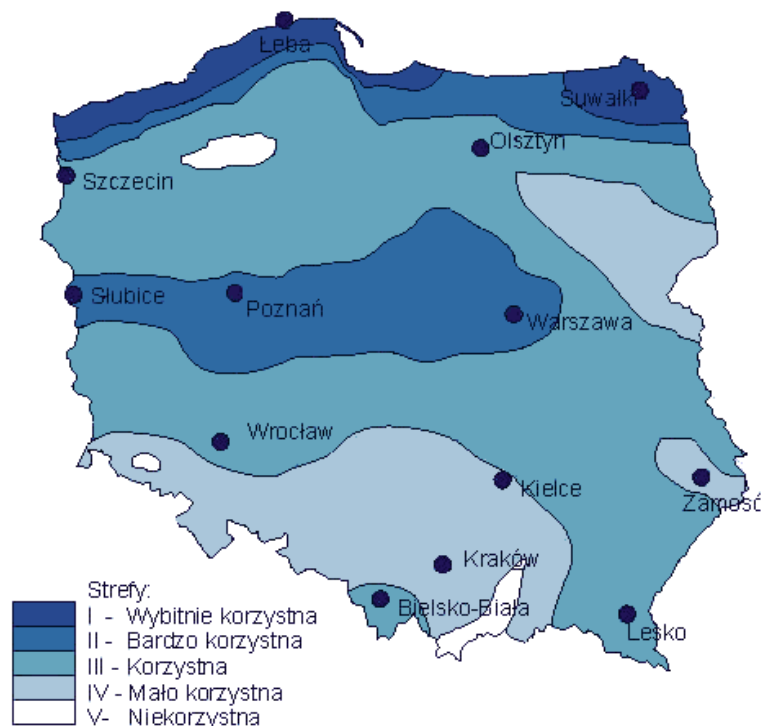 Łeba
Suwałki
Olsztyn
Szczecin
Słubice
Poznań
Warszawa
Wrocław
Kielce
Zamość
Kraków
Bielsko-Biała
Lesko
Strefy:
I - Wybitnie korzystna
II - Bardzo korzystna
III - Korzystna
IV - Mało korzystna
V- Niekorzystna